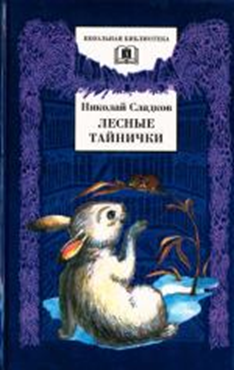 ШКОЛЬНАЯ БИБЛИОТЕКА
Николай Сладков
ЛЕСНЫЕ
ТАЙНИЧКИ